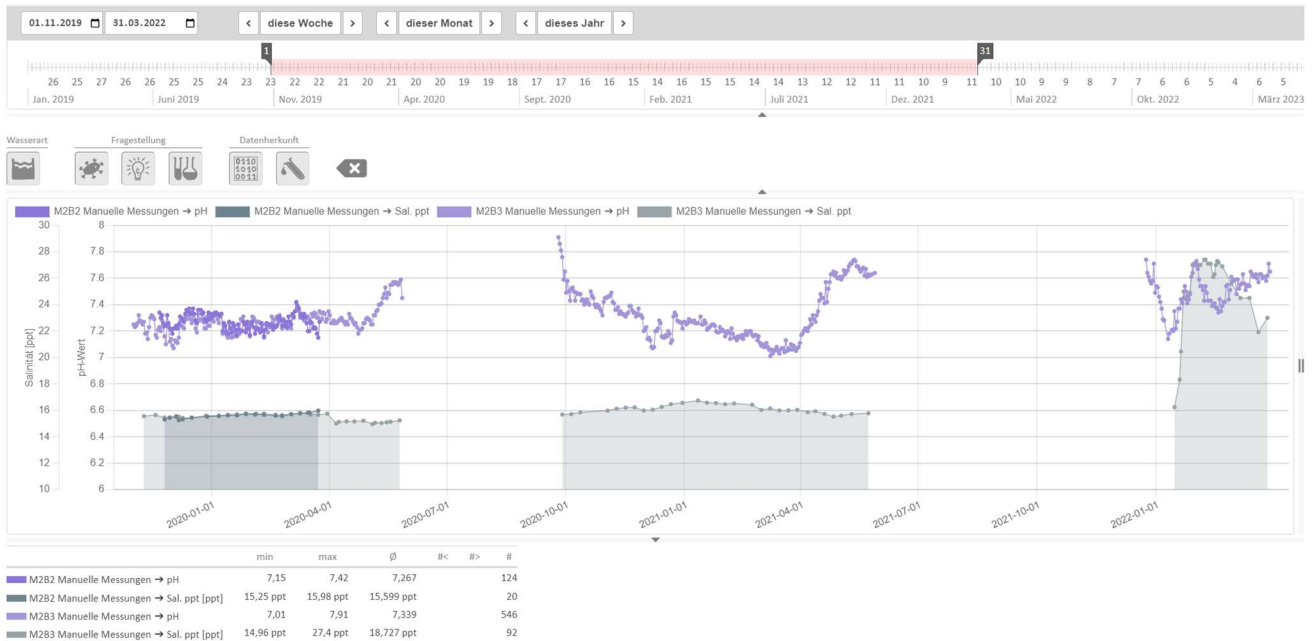 01.11.2019 31.03.2022 < diese Woche > < dieser Monat > < dieses Jahr >
1 31
26 25 27 26 26 25 25 24 23 23 22 22 22 21 20 21 20 20 19 18 17 17 16 16 15 14 16 15 15 14 13 14 12 12 11 11 10 9 11 10 10 9 9 8 7 7 6 6 5 4 6 5
Jan. 2019 Juni 2019 Nov. 2019 Apr. 2020 Sept. 2020 Feb. 2021 Juli 2021 Dez. 2021 Mai 2022 Okt. 2022 März 2023
Wasserart Fragestellung Datenherkunft
0110
1010
0011
M2B2 Manuelle Messungen → pH M2B2 Manuelle Messungen → Sal. ppt M2B3 Manuelle Messungen → pH M2B3 Manuelle Messungen → Sal. ppt
Salinität [ppt]
30
28
26
24
22
20
18
16
14
12
10
pH-Wert
8
7.8
7.6
7.4
7.2
7
6.8
6.6
6.4
6.2
6
2020-01-01 2020-04-01 2020-07-01 2020-10-01 2021-01-01 2021-04-01 2021-07-01 2021-10-01 2022-01-01
min max Ø #< #> #
M2B2 Manuelle Messungen → pH 7,15 7,42 7,267 124
M2B2 Manuelle Messungen → Sal. ppt [ppt] 15,25 ppt 15,98 ppt 15,599 ppt 20
M2B3 Manuelle Messungen → pH 7,01 7,91 7,339 546
M2B3 Manuelle Messungen → Sal. ppt [ppt] 14,96 ppt 27,4 ppt 18,727 ppt 92